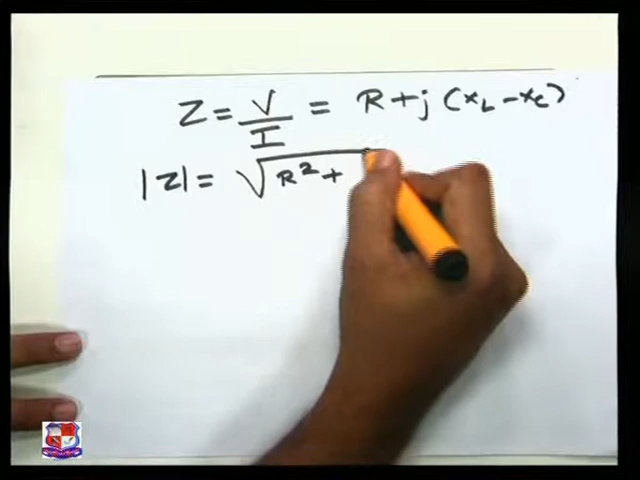 Z = V/I = R + j (XL - XC)
|Z| = √R² +